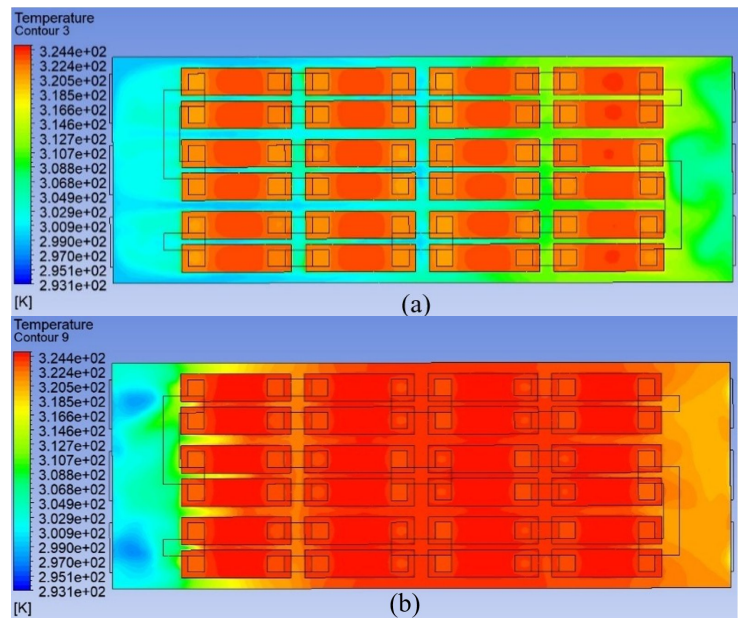 Temperature
Contour 3
3.244e+02
3.224e+02
3.205e+02
3.185e+02
3.166e+02
3.146e+02
3.127e+02
3.107e+02
3.088e+02
3.068e+02
3.049e+02
3.029e+02
3.009e+02
2.990e+02
2.970e+02
2.951e+02
2.931e+02
[K]
(a)
Temperature
Contour 9
3.244e+02
3.224e+02
3.205e+02
3.185e+02
3.166e+02
3.146e+02
3.127e+02
3.107e+02
3.088e+02
3.068e+02
3.049e+02
3.029e+02
3.009e+02
2.990e+02
2.970e+02
2.951e+02
2.931e+02
[K]
(b)